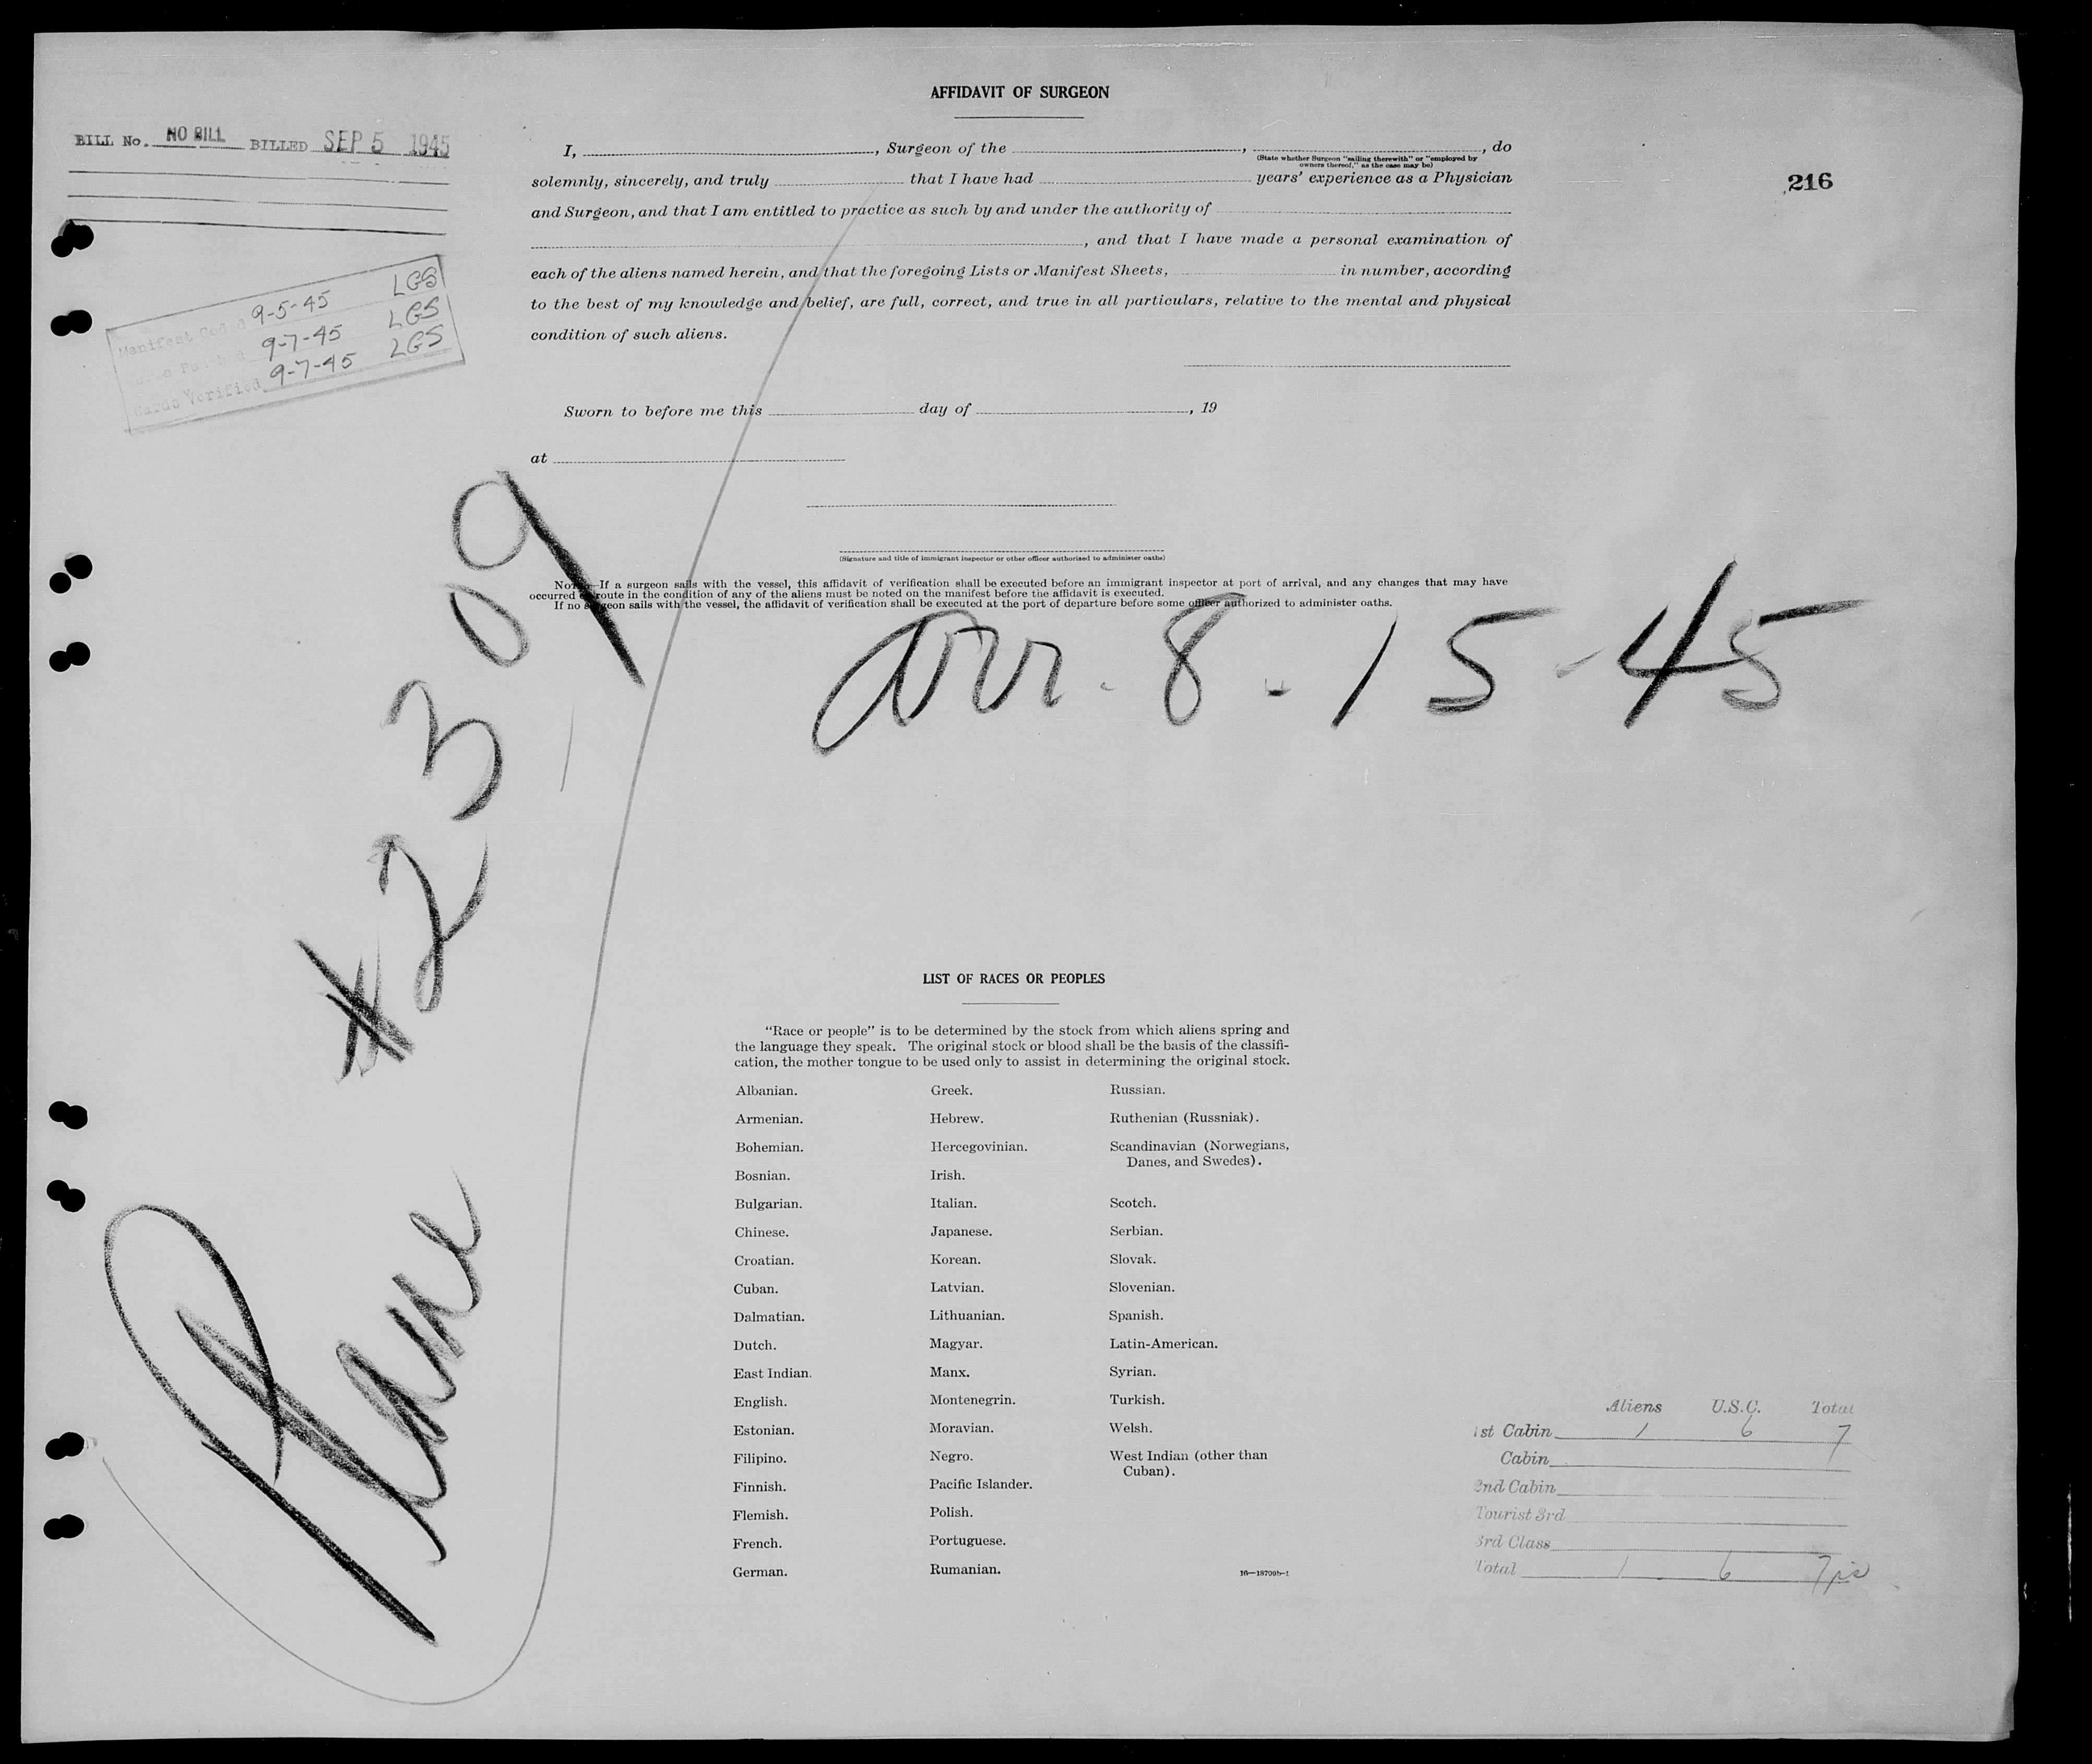 AFFIDAVIT OF SURGEON
BILL No. NO BILL BILLED SEP 5 1945
I, , Surgeon of the , , do
(State whether Surgeon "sailing therewith" or "employed by
owners thereof," as the case may be)
solemnly, sincerely, and truly that I have had years' experience as a Physician
216
and Surgeon, and that I am entitled to practice as such by and under the authority of
, and that I have made a personal examination of
each of the aliens named herein, and that the foregoing Lists or Manifest Sheets, in number, according
to the best of my knowledge and belief, are full, correct, and true in all particulars, relative to the mental and physical
condition of such aliens.
Manifest Coded 9-5-45 LGS
9-7-45 LGS
Cards Verified 9-7-45 LGS
Sworn to before me this day of , 19
at
(Signature and title of immigrant inspector or other officer authorized to administer oaths)
NOTE.—If a surgeon sails with the vessel, this affidavit of verification shall be executed before an immigrant inspector at port of arrival, and any changes that may have
occurred en route in the condition of any of the aliens must be noted on the manifest before the affidavit is executed.
If no surgeon sails with the vessel, the affidavit of verification shall be executed at the port of departure before some officer authorized to administer oaths.
arr. 8-15-45
Plane #2309
LIST OF RACES OR PEOPLES
"Race or people" is to be determined by the stock from which aliens spring and
the language they speak. The original stock or blood shall be the basis of the classifi-
cation, the mother tongue to be used only to assist in determining the original stock.
Albanian. Greek. Russian.
Armenian. Hebrew. Ruthenian (Russniak).
Bohemian. Hercegovinian. Scandinavian (Norwegians,
Danes, and Swedes).
Bosnian. Irish.
Bulgarian. Italian. Scotch.
Chinese. Japanese. Serbian.
Croatian. Korean. Slovak.
Cuban. Latvian. Slovenian.
Dalmatian. Lithuanian. Spanish.
Dutch. Magyar. Latin-American.
East Indian. Manx. Syrian.
English. Montenegrin. Turkish.
Estonian. Moravian. Welsh.
Filipino. Negro. West Indian (other than
Cuban).
Finnish. Pacific Islander.
Flemish. Polish.
French. Portuguese.
German. Rumanian.
16—18709b-1
Aliens U.S.C. Total
1st Cabin 1 6 7
Cabin
2nd Cabin
Tourist 3rd
3rd Class
Total 1 6 7